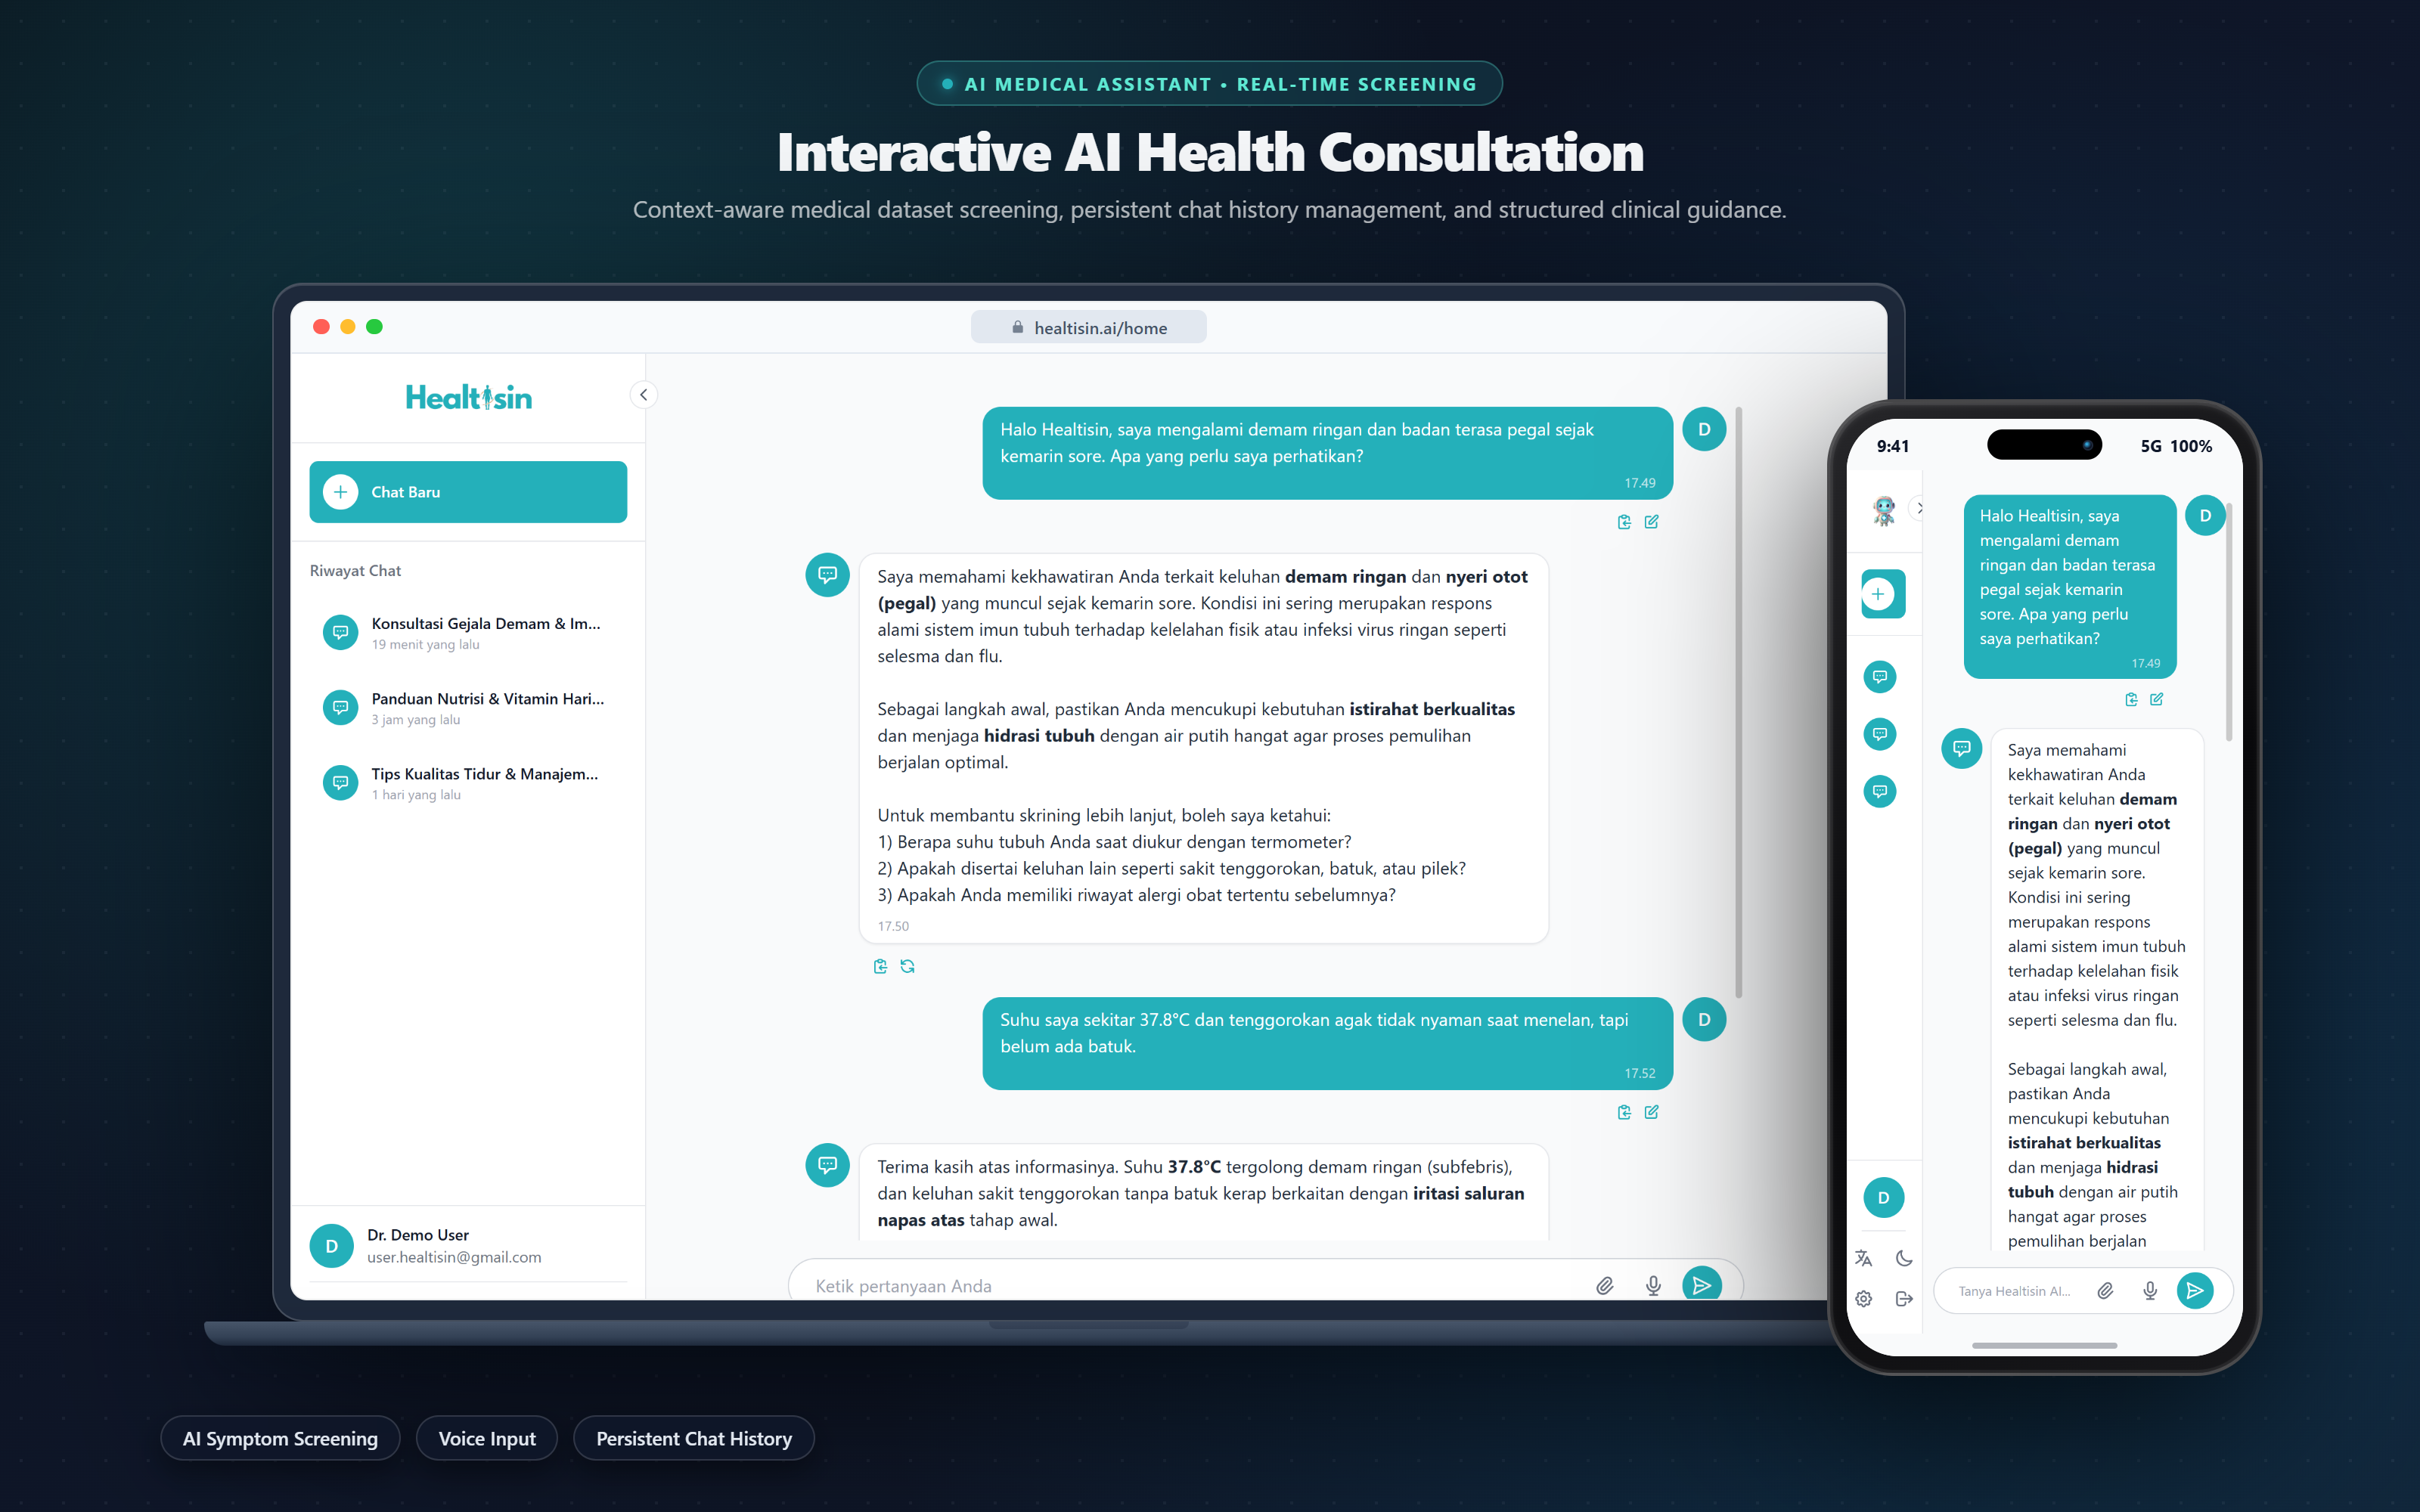 AI MEDICAL ASSISTANT • REAL-TIME SCREENING
Interactive AI Health Consultation
Context-aware medical dataset screening, persistent chat history management, and structured clinical guidance.
healtisin.ai/home
Healtisin
Chat Baru
Riwayat Chat
Konsultasi Gejala Demam & Im...
19 menit yang lalu
Panduan Nutrisi & Vitamin Hari...
3 jam yang lalu
Tips Kualitas Tidur & Manajem...
1 hari yang lalu
D
Dr. Demo User
user.healtisin@gmail.com
Halo Healtisin, saya mengalami demam ringan dan badan terasa pegal sejak
kemarin sore. Apa yang perlu saya perhatikan?
17.49
D
Saya memahami kekhawatiran Anda terkait keluhan demam ringan dan nyeri otot
(pegal) yang muncul sejak kemarin sore. Kondisi ini sering merupakan respons
alami sistem imun tubuh terhadap kelelahan fisik atau infeksi virus ringan seperti
selesma dan flu.
Sebagai langkah awal, pastikan Anda mencukupi kebutuhan istirahat berkualitas
dan menjaga hidrasi tubuh dengan air putih hangat agar proses pemulihan
berjalan optimal.
Untuk membantu skrining lebih lanjut, boleh saya ketahui:
1) Berapa suhu tubuh Anda saat diukur dengan termometer?
2) Apakah disertai keluhan lain seperti sakit tenggorokan, batuk, atau pilek?
3) Apakah Anda memiliki riwayat alergi obat tertentu sebelumnya?
17.50
Suhu saya sekitar 37.8°C dan tenggorokan agak tidak nyaman saat menelan, tapi
belum ada batuk.
17.52
D
Terima kasih atas informasinya. Suhu 37.8°C tergolong demam ringan (subfebris),
dan keluhan sakit tenggorokan tanpa batuk kerap berkaitan dengan iritasi saluran
napas atas tahap awal.
Ketik pertanyaan Anda
9:41
5G 100%
Halo Healtisin, saya
mengalami demam
ringan dan badan terasa
pegal sejak kemarin
sore. Apa yang perlu
saya perhatikan?
17.49
D
Saya memahami
kekhawatiran Anda
terkait keluhan demam
ringan dan nyeri otot
(pegal) yang muncul
sejak kemarin sore.
Kondisi ini sering
merupakan respons
alami sistem imun tubuh
terhadap kelelahan fisik
atau infeksi virus ringan
seperti selesma dan flu.
Sebagai langkah awal,
pastikan Anda
mencukupi kebutuhan
istirahat berkualitas
dan menjaga hidrasi
tubuh dengan air putih
hangat agar proses
pemulihan berjalan
D
Tanya Healtisin AI...
AI Symptom Screening
Voice Input
Persistent Chat History